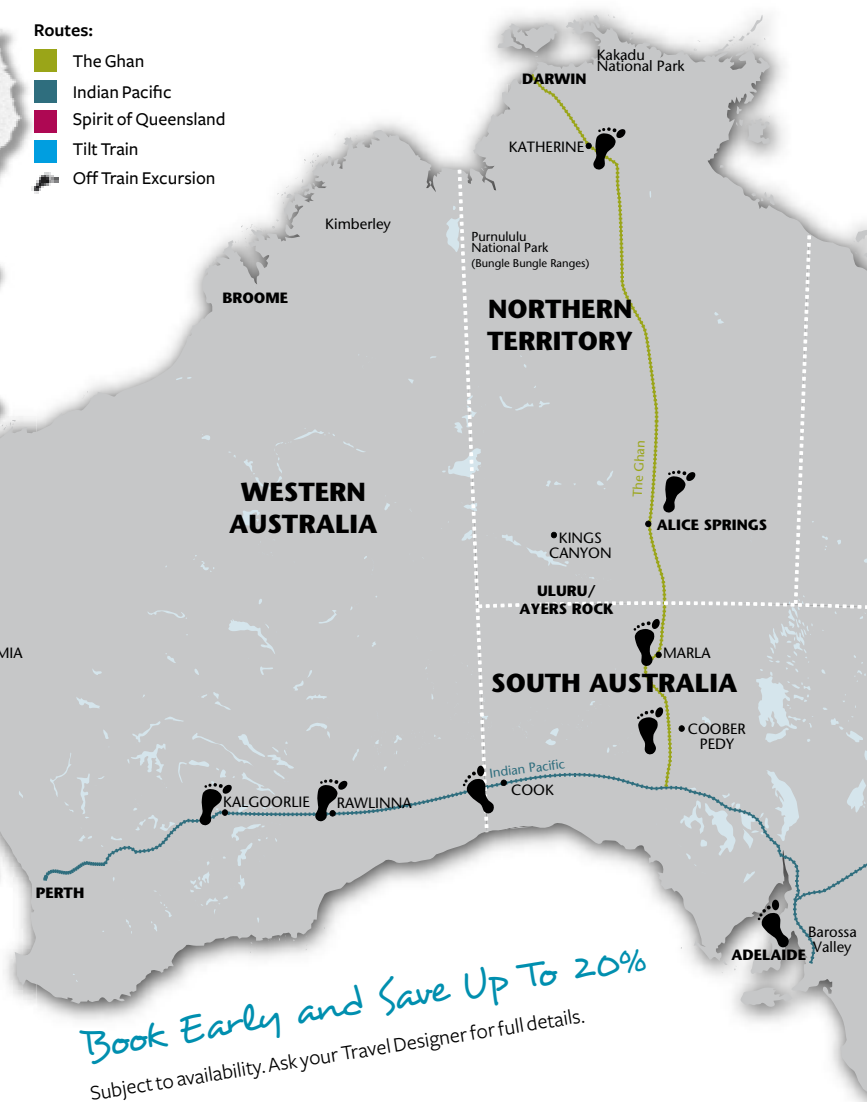 Routes:
The Ghan
Indian Pacific
Spirit of Queensland
Tilt Train
Off Train Excursion
Kakadu
National Park
DARWIN
KATHERINE
Kimberley
Purnululu
National Park
(Bungle Bungle Ranges)
BROOME
NORTHERN
TERRITORY
The Ghan
WESTERN
AUSTRALIA
ALICE SPRINGS
KINGS
CANYON
ULURU/
AYERS ROCK
MIA
MARLA
SOUTH AUSTRALIA
COOBER
PEDY
Indian Pacific
COOK
KALGOORLIE
RAWLINNA
PERTH
Barossa
Valley
ADELAIDE
Book Early and Save Up To 20%
Subject to availability. Ask your Travel Designer for full details.